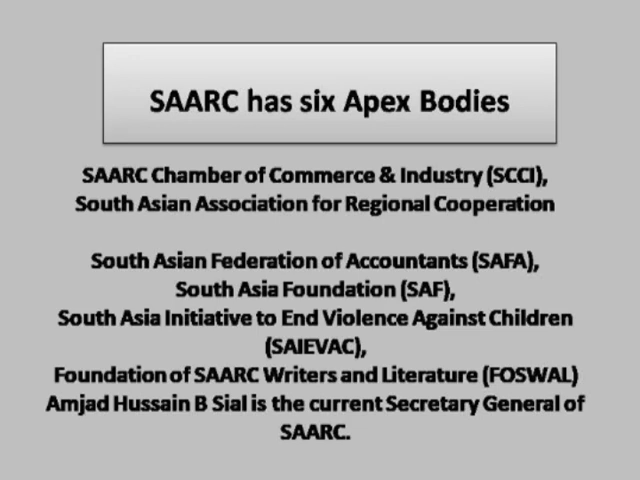 SAARC has six Apex Bodies
SAARC Chamber of Commerce & Industry (SCCI),
South Asian Association for Regional Cooperation
South Asian Federation of Accountants (SAFA),
South Asia Foundation (SAF),
South Asia Initiative to End Violence Against Children
(SAIEVAC),
Foundation of SAARC Writers and Literature (FOSWAL)
Amjad Hussain B Sial is the current Secretary General of
SAARC.